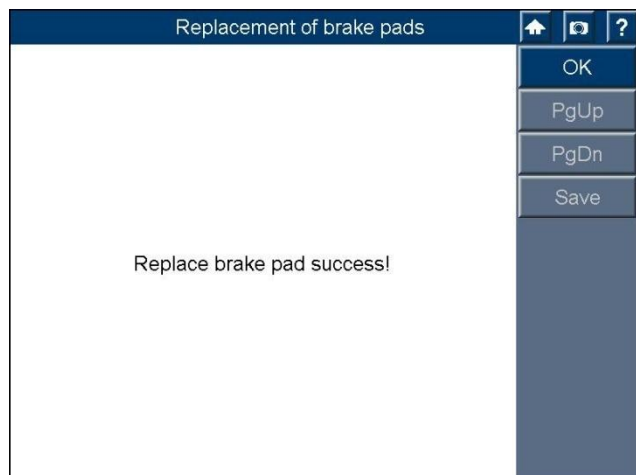 Replacement of brake pads
?
OK
PgUp
PgDn
Save
Replace brake pad success!